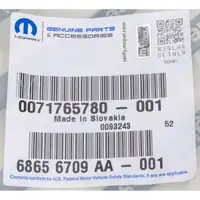 mopar
GENUINE PARTS
& ACCESSORIES
0071765780 - 001
Made in Slovakia
0093243
52
6865 6709 AA - 001
Contents conform to U.S. Federal Motor Vehicle Safety Standards, if any are applicable